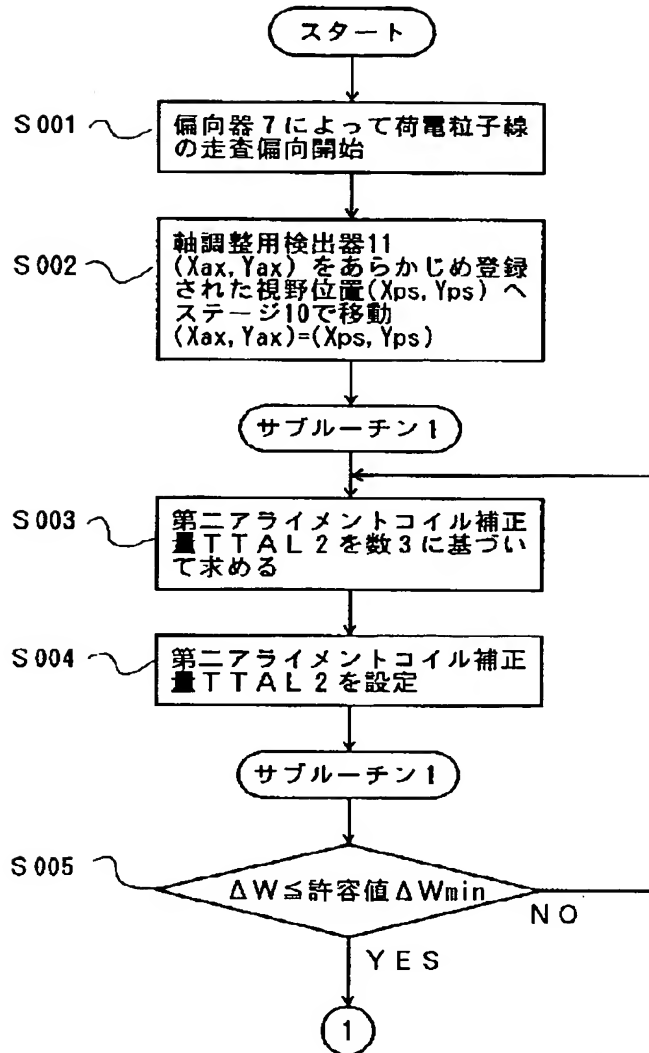 スタート
S001
偏向器7によって荷電粒子線
の走査偏向開始
S002
軸調整用検出器11
(Xax,Yax)をあらかじめ登録
された視野位置(Xps,Yps)へ
ステージ10で移動
(Xax,Yax)=(Xps,Yps)
サブルーチン1
S003
第二アライメントコイル補正
量TTAL2を数3に基づい
て求める
S004
第二アライメントコイル補正
量TTAL2を設定
サブルーチン1
S005
ΔW≦許容値ΔWmin
NO
YES
1